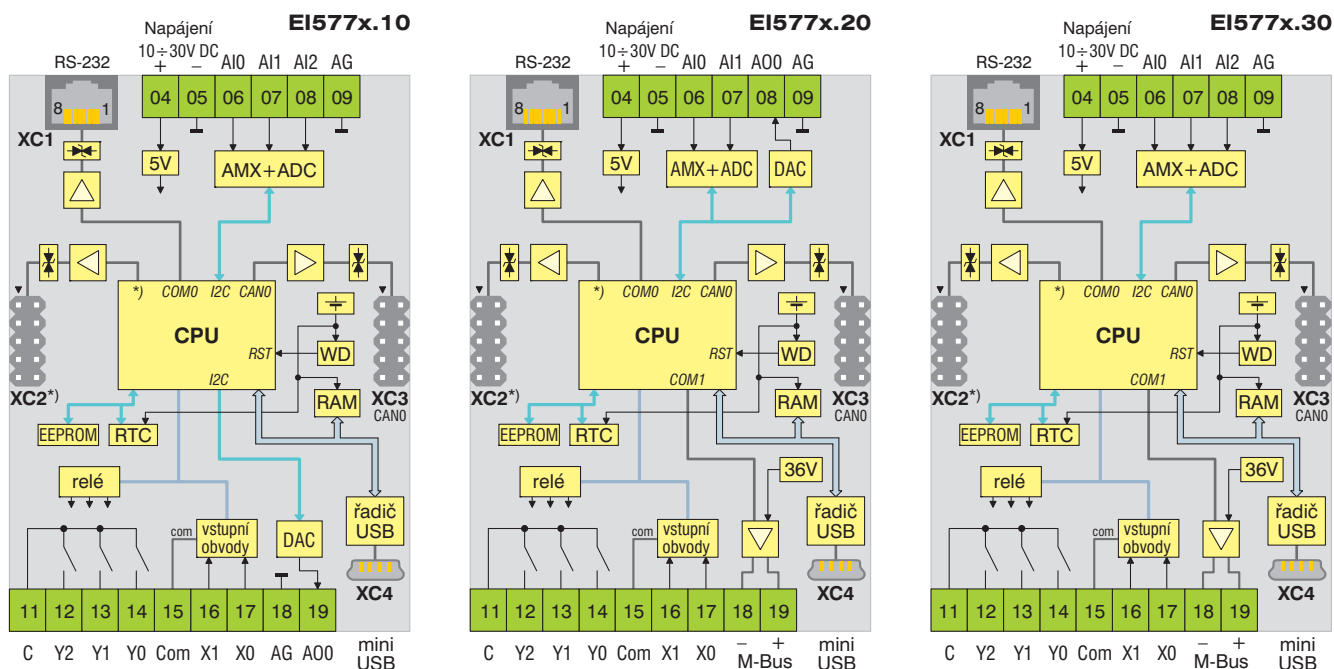 EI577x.10
Napájení
10÷30V DC
RS-232 + − AI0 AI1 AI2 AG
8 1 04 05 06 07 08 09
XC1
5V AMX+ADC
*) COM0 I2C CAN0
CPU
RST WD
I2C
XC2*) RAM XC3
CAN0
EEPROM RTC
relé
řadič
USB
com vstupní
obvody DAC
XC4
11 12 13 14 15 16 17 18 19
C Y2 Y1 Y0 Com X1 X0 AG AO0 mini
USB
EI577x.20
Napájení
10÷30V DC
RS-232 + − AI0 AI1 AO0 AG
8 1 04 05 06 07 08 09
XC1
5V AMX+ADC DAC
*) COM0 I2C CAN0
CPU
RST WD
COM1
XC2*) RAM XC3
CAN0
EEPROM RTC
36V
relé
řadič
USB
com vstupní
obvody
XC4
11 12 13 14 15 16 17 18 19
C Y2 Y1 Y0 Com X1 X0 − + mini
M-Bus USB
EI577x.30
Napájení
10÷30V DC
RS-232 + − AI0 AI1 AI2 AG
8 1 04 05 06 07 08 09
XC1
5V AMX+ADC
*) COM0 I2C CAN0
CPU
RST WD
COM1
XC2*) RAM XC3
CAN0
EEPROM RTC
36V
relé
řadič
USB
com vstupní
obvody
XC4
11 12 13 14 15 16 17 18 19
C Y2 Y1 Y0 Com X1 X0 − + mini
M-Bus USB